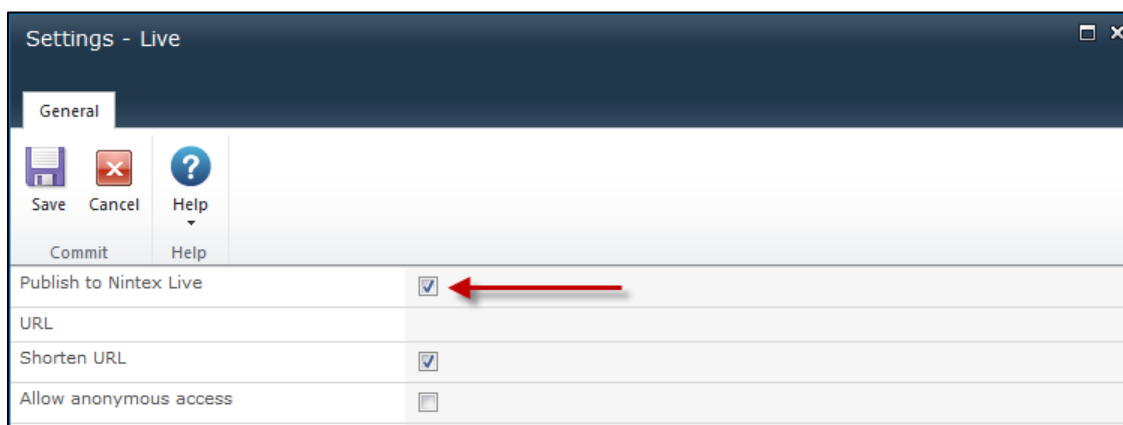 Settings - Live
General
Save Cancel Help
Commit Help
Publish to Nintex Live
URL
Shorten URL
Allow anonymous access